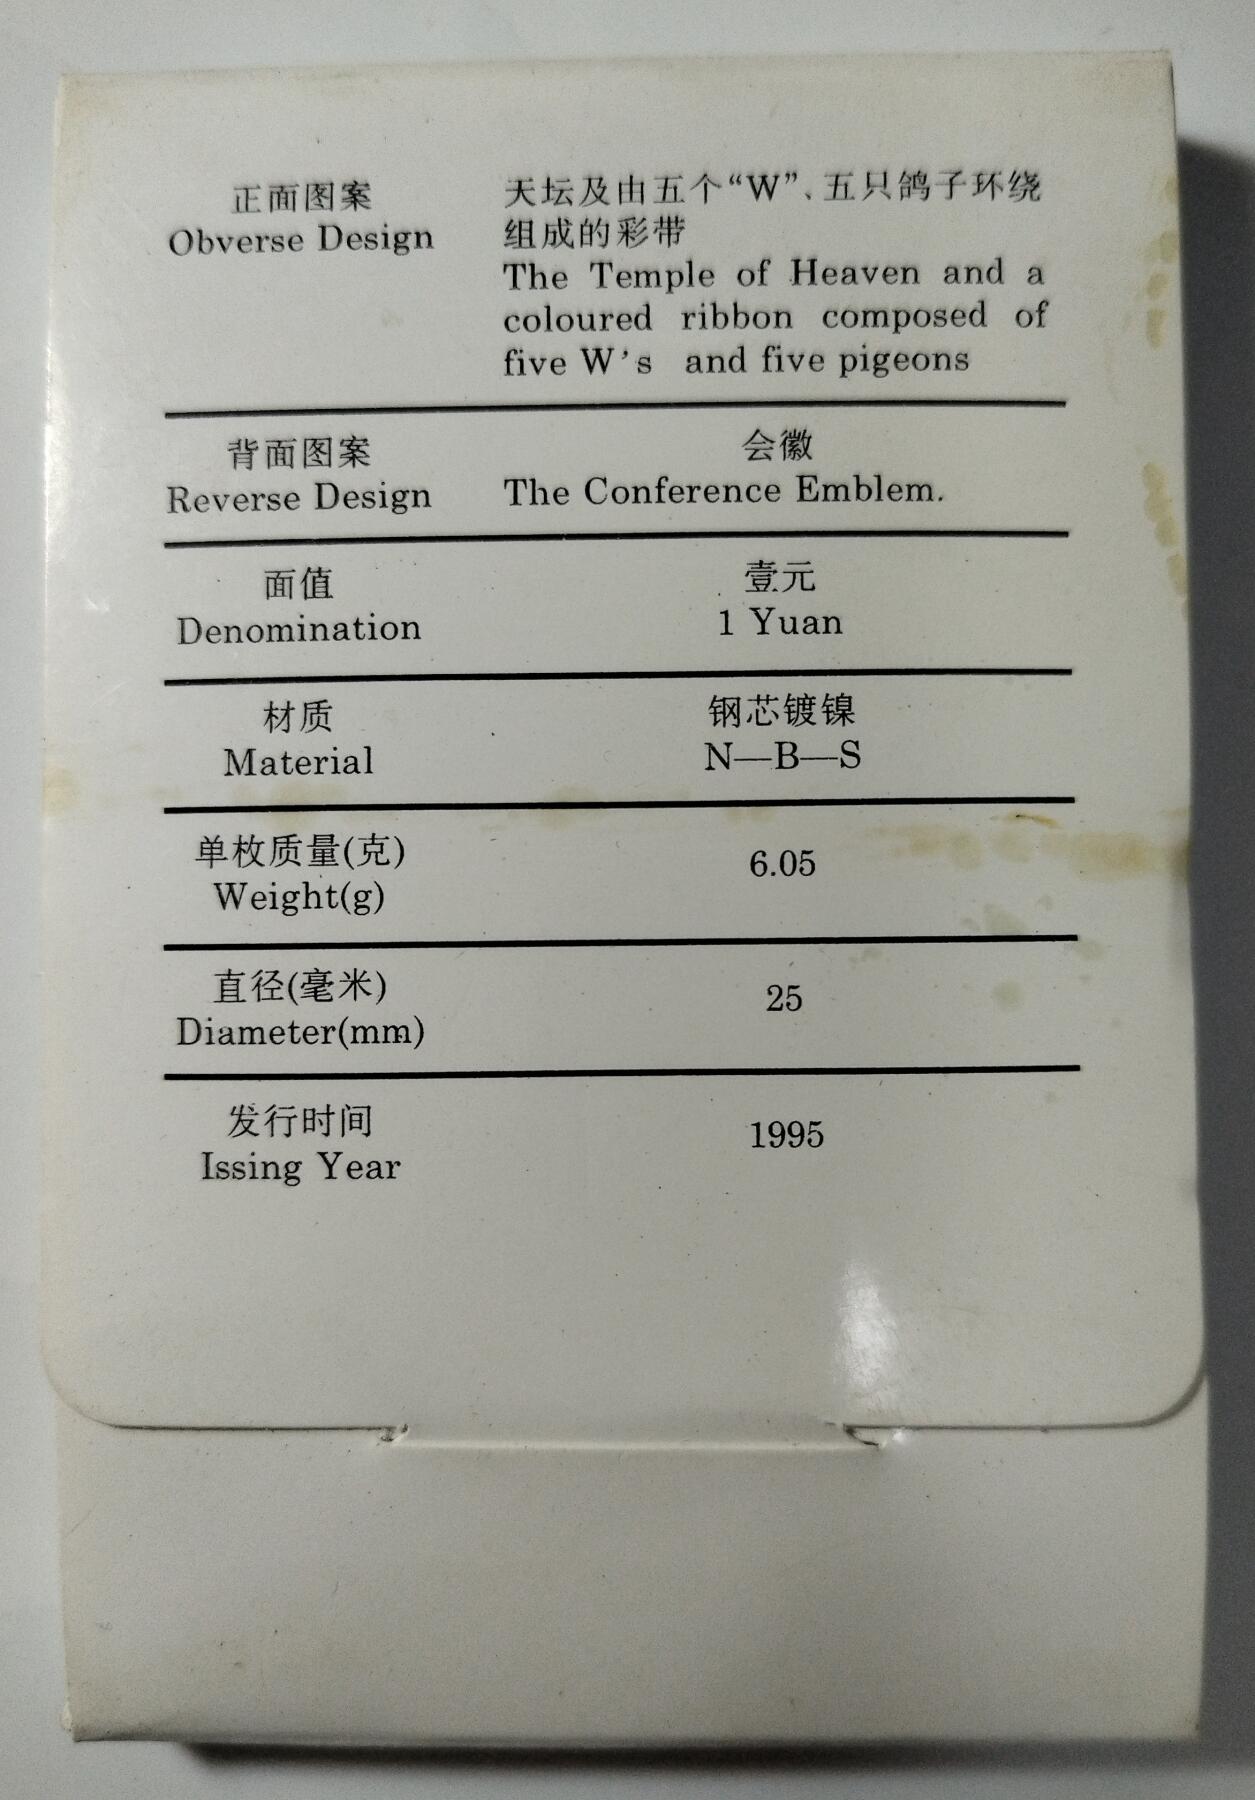 正面图案
Obverse Design
天坛及由五个“W”、五只鸽子环绕
组成的彩带
The Temple of Heaven and a
coloured ribbon composed of
five W's and five pigeons
背面图案
Reverse Design
会徽
The Conference Emblem.
面值
Denomination
壹元
1 Yuan
材质
Material
钢芯镀镍
N—B—S
单枚质量(克)
Weight(g)
6.05
直径(毫米)
Diameter(mm)
25
发行时间
Issing Year
1995